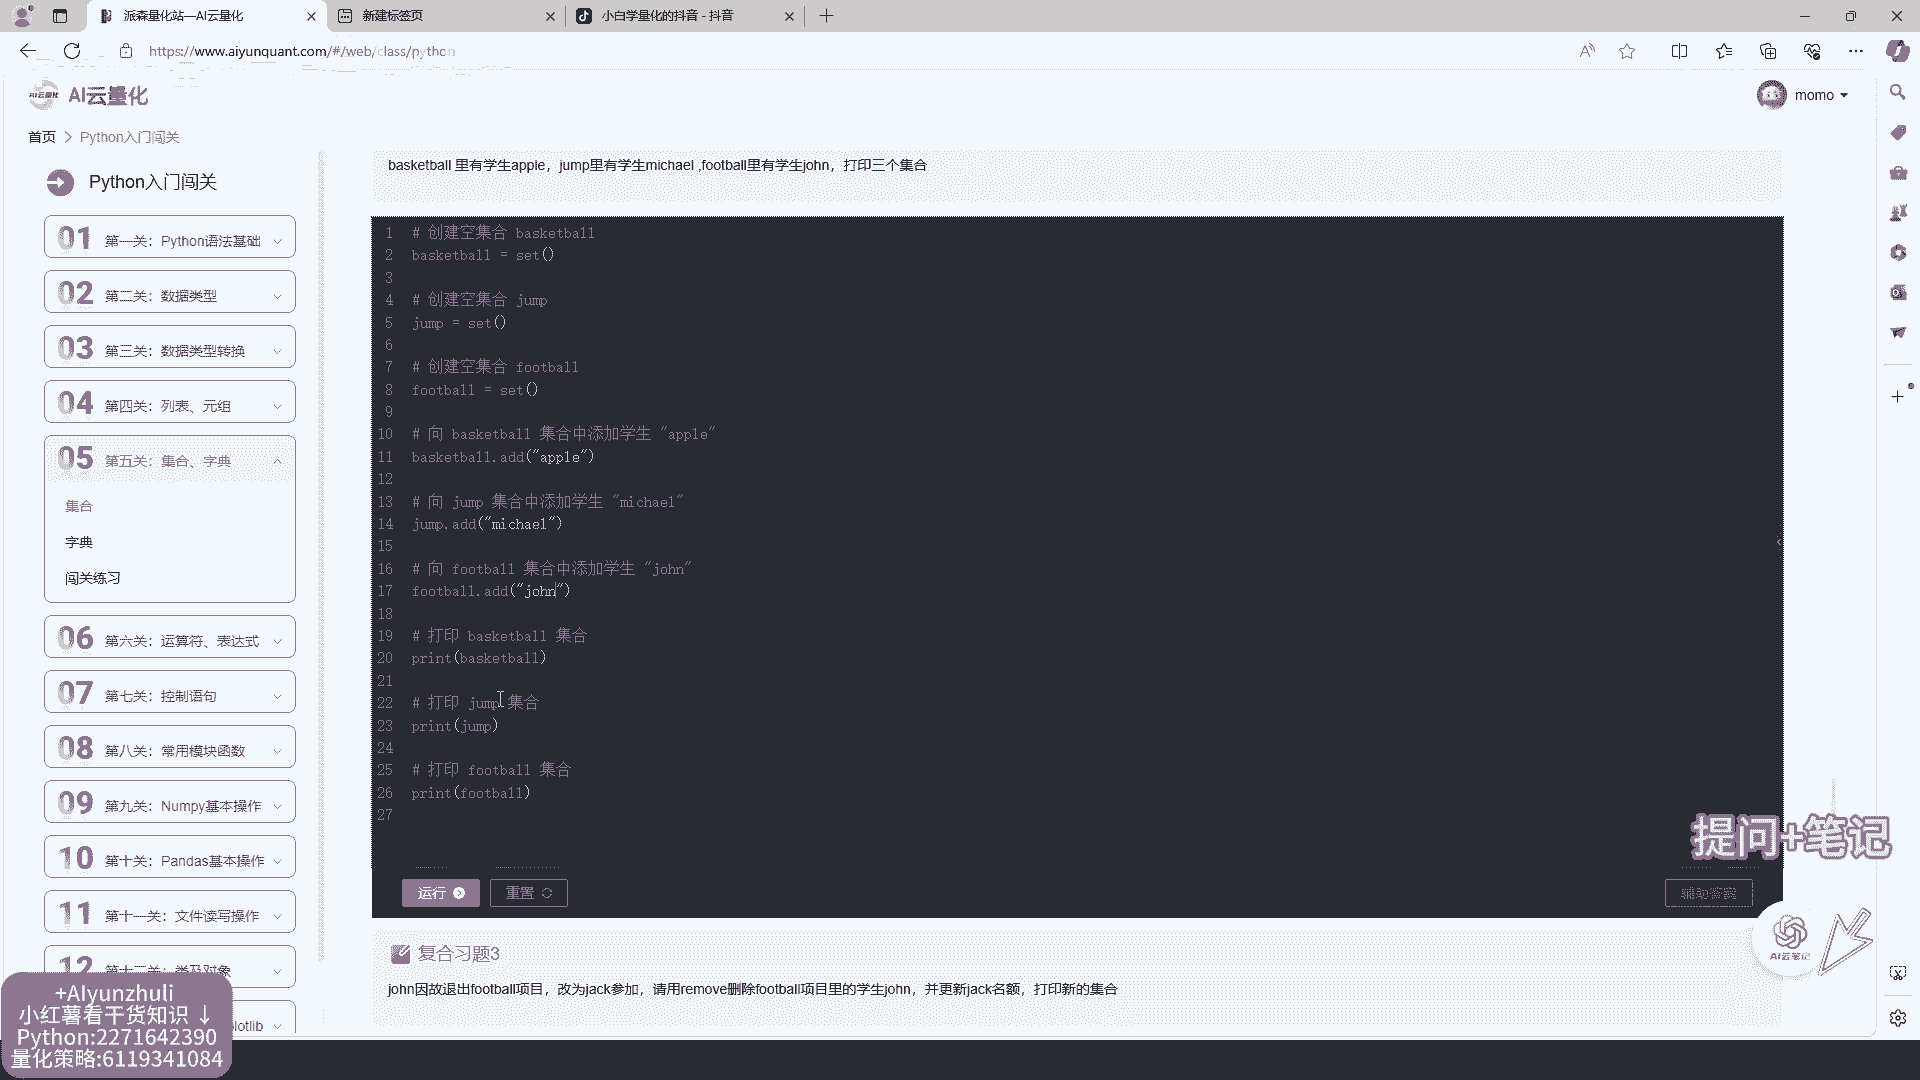 派森量化站—AI云量化
新建标签页
小白学量化的抖音 - 抖音
https://www.aiyunquant.com/#/web/class/python
AI云量化
AI云量化
momo
首页 > Python入门闯关
Python入门闯关
01 第一关：Python语法基础
02 第二关：数据类型
03 第三关：数据类型转换
04 第四关：列表、元组
05 第五关：集合、字典
集合
字典
闯关练习
06 第六关：运算符、表达式
07 第七关：控制语句
08 第八关：常用模块函数
09 第九关：Numpy基本操作
10 第十关：Pandas基本操作
11 第十一关：文件读写操作
12 第十二关：类及对象
plotlib
basketball 里有学生apple，jump里有学生michael ,football里有学生john，打印三个集合
1 # 创建空集合 basketball
2 basketball = set()
3
4 # 创建空集合 jump
5 jump = set()
6
7 # 创建空集合 football
8 football = set()
9
10 # 向 basketball 集合中添加学生 "apple"
11 basketball.add("apple")
12
13 # 向 jump 集合中添加学生 "michael"
14 jump.add("michael")
15
16 # 向 football 集合中添加学生 "john"
17 football.add("john")
18
19 # 打印 basketball 集合
20 print(basketball)
21
22 # 打印 jump 集合
23 print(jump)
24
25 # 打印 football 集合
26 print(football)
27
运行
重置
辅助答案
复合习题3
john因故退出football项目，改为jack参加，请用remove删除football项目里的学生john，并更新jack名额，打印新的集合
提问+笔记
AI云笔记
+AIyunzhuli
小红薯看干货知识 ↓
Python:2271642390
量化策略:6119341084